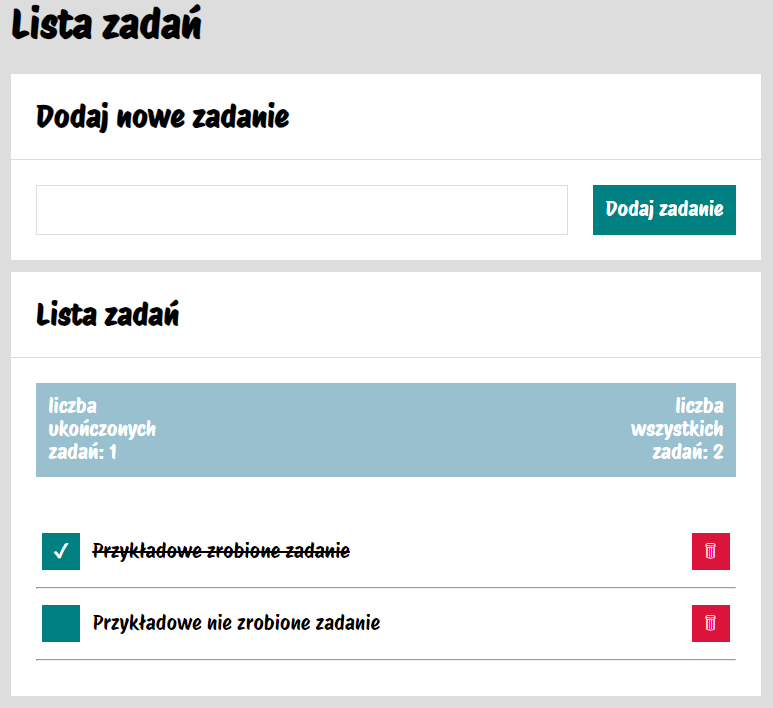 Lista zadań
Dodaj nowe zadanie
Dodaj zadanie
Lista zadań
liczba
ukończonych
zadań: 1
liczba
wszystkich
zadań: 2
Przykładowe zrobione zadanie
Przykładowe nie zrobione zadanie